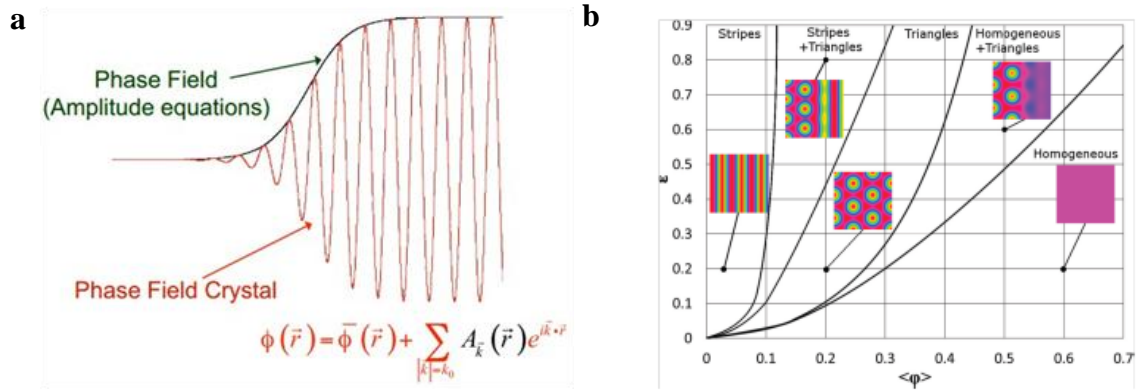 a
Phase Field
(Amplitude equations)
Phase Field Crystal
ϕ(r⃗) = ϕ̄(r⃗) + ∑ A_k⃗(r⃗)e^{ik⃗•r⃗}
|k⃗|=k₀
b
0.9
0.8
0.7
0.6
0.5
0.4
0.3
0.2
0.1
0
ε
Stripes
Stripes
+Triangles
Triangles
Homogeneous
+Triangles
Homogeneous
0 0.1 0.2 0.3 0.4 0.5 0.6 0.7
<φ>